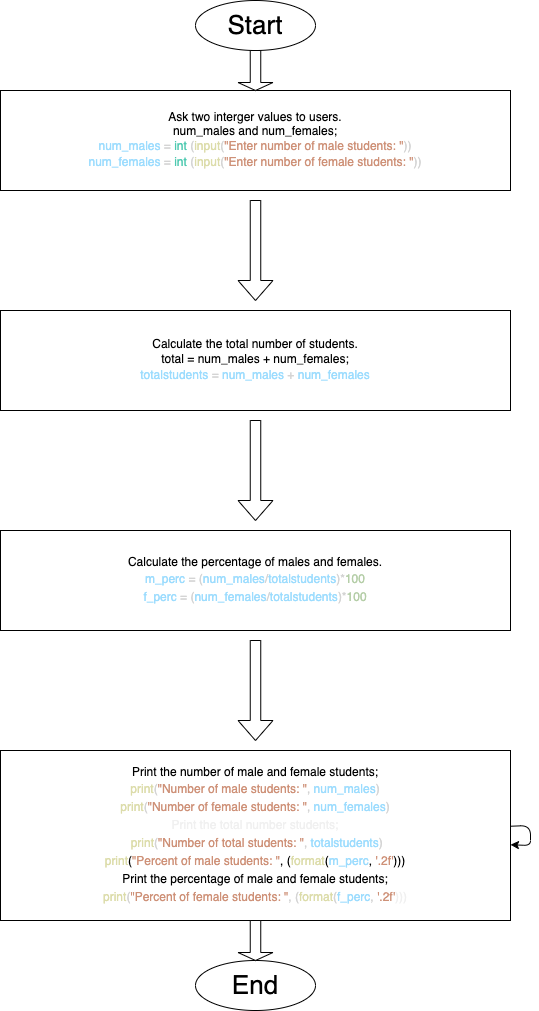 Start
Ask two interger values to users.
num_males and num_females;
num_males = int (input("Enter number of male students: "))
num_females = int (input("Enter number of female students: "))
Calculate the total number of students.
total = num_males + num_females;
totalstudents = num_males + num_females
Calculate the percentage of males and females.
m_perc = (num_males/totalstudents)*100
f_perc = (num_females/totalstudents)*100
Print the number of male and female students;
print("Number of male students: ", num_males)
print("Number of female students: ", num_females)
Print the total number students;
print("Number of total students: ", totalstudents)
print("Percent of male students: ", (format(m_perc, '.2f')))
Print the percentage of male and female students;
print("Percent of female students: ", (format(f_perc, '.2f')))
End